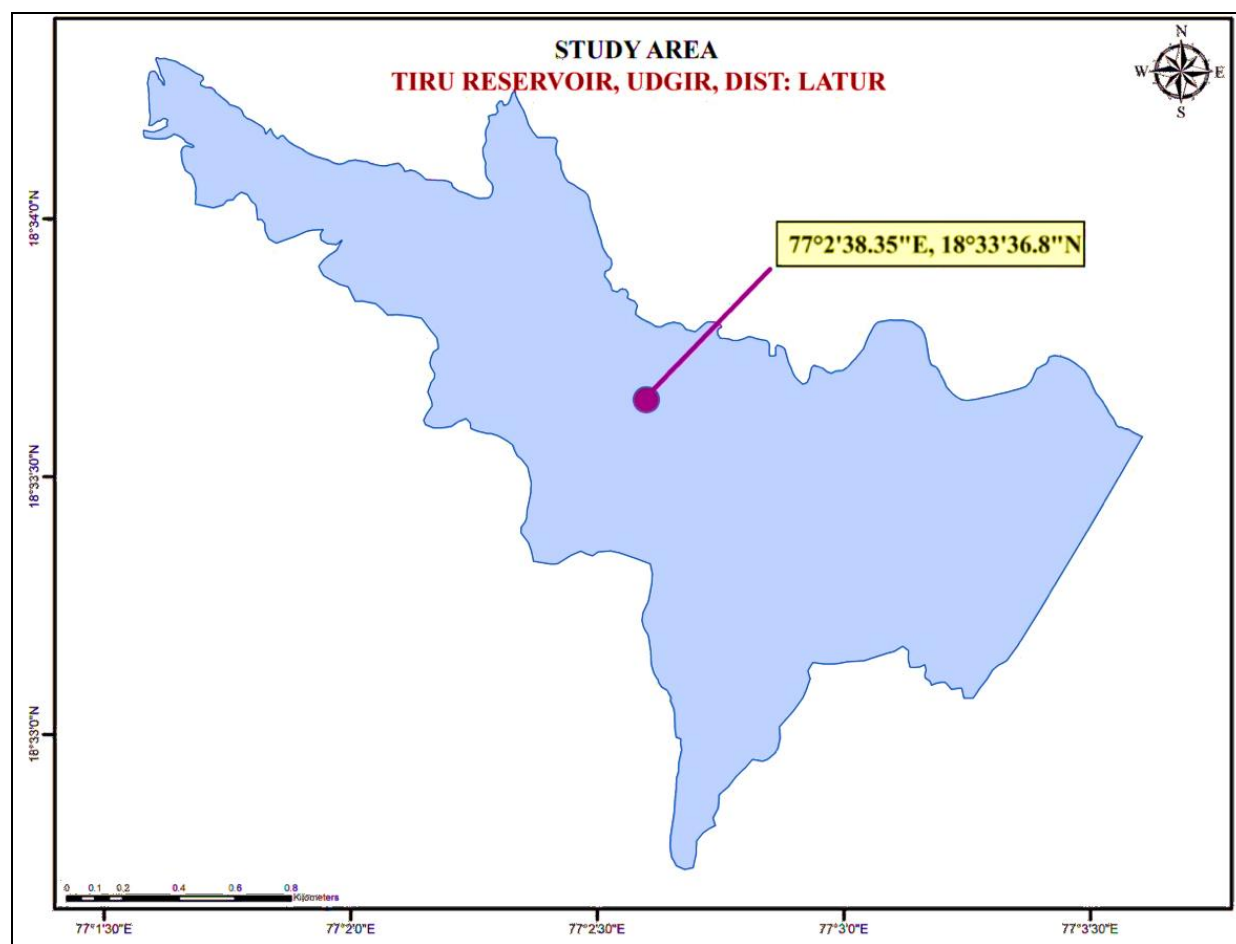 STUDY AREA
TIRU RESERVOIR, UDGIR, DIST: LATUR
N
W E
S
77°2'38.35"E, 18°33'36.8"N
18°34'0"N
18°33'30"N
18°33'0"N
0 0.1 0.2 0.4 0.6 0.8
Kilometers
77°1'30"E 77°2'0"E 77°2'30"E 77°3'0"E 77°3'30"E